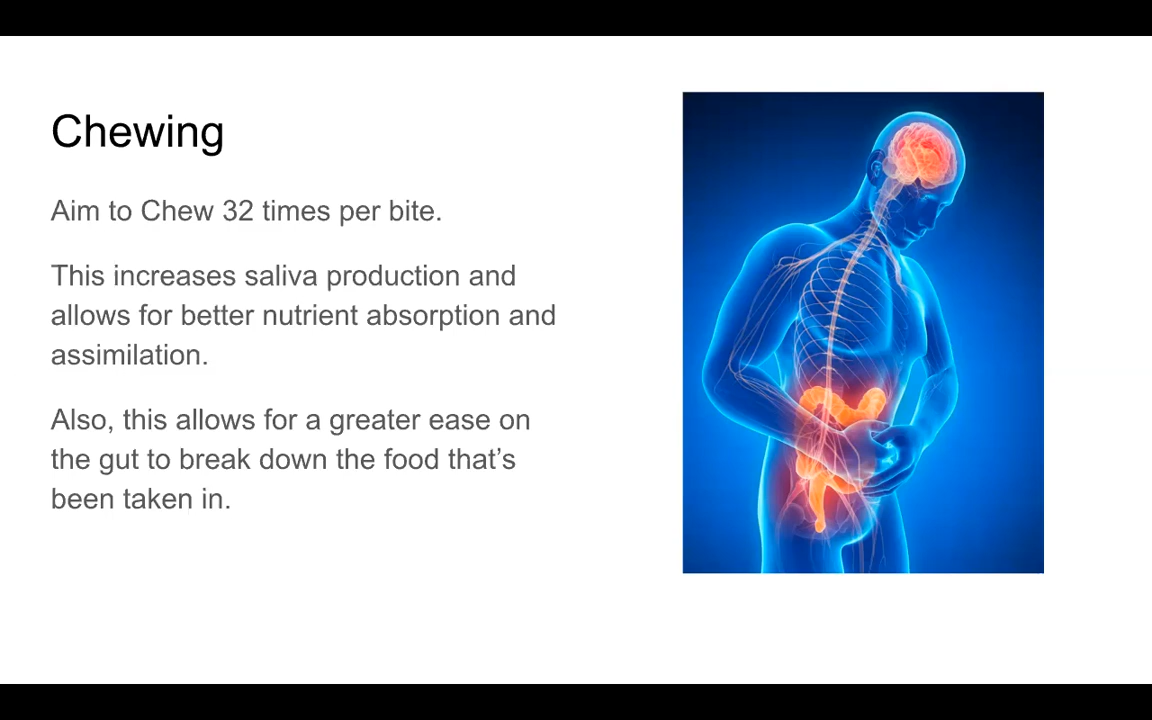 Chewing
Aim to Chew 32 times per bite.
This increases saliva production and
allows for better nutrient absorption and
assimilation.
Also, this allows for a greater ease on
the gut to break down the food that’s
been taken in.